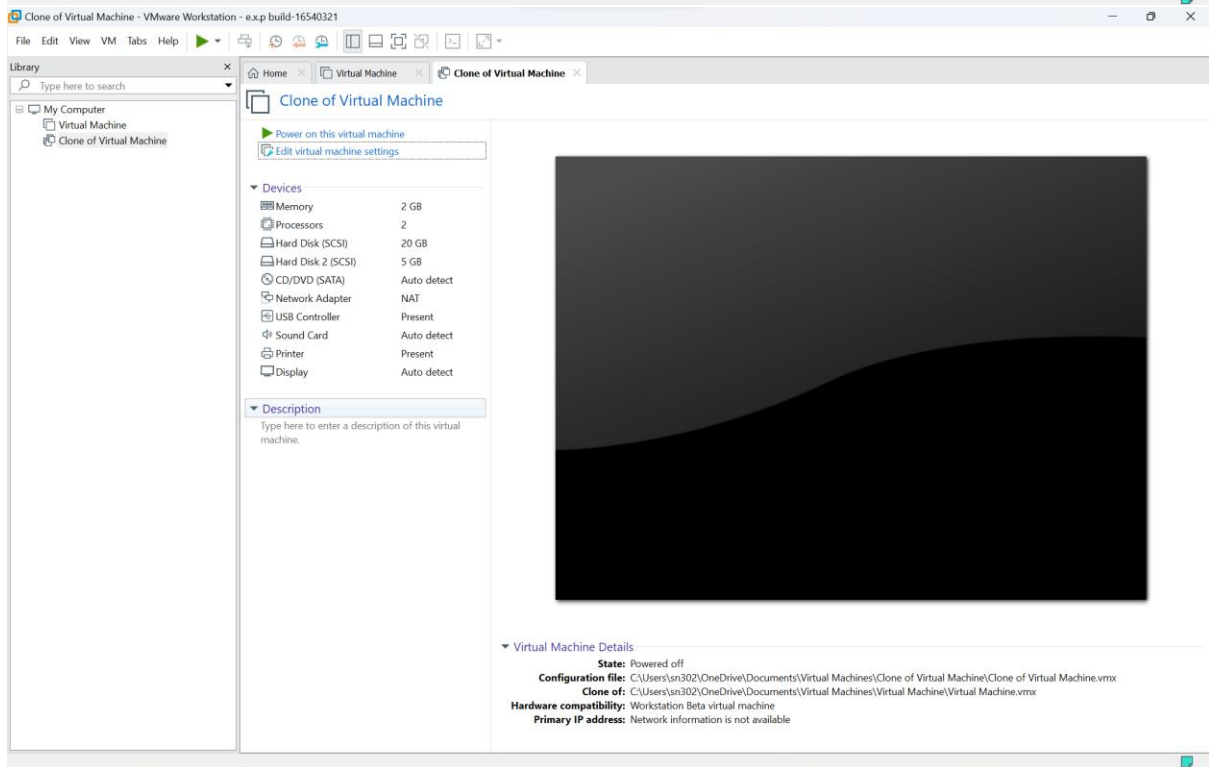 Clone of Virtual Machine - VMware Workstation - e.x.p build-16540321
File Edit View VM Tabs Help
Library
Type here to search
My Computer
Virtual Machine
Clone of Virtual Machine
Home Virtual Machine Clone of Virtual Machine
Clone of Virtual Machine
Power on this virtual machine
Edit virtual machine settings
Devices
Memory 2 GB
Processors 2
Hard Disk (SCSI) 20 GB
Hard Disk 2 (SCSI) 5 GB
CD/DVD (SATA) Auto detect
Network Adapter NAT
USB Controller Present
Sound Card Auto detect
Printer Present
Display Auto detect
Description
Type here to enter a description of this virtual
machine.
Virtual Machine Details
State: Powered off
Configuration file: C:\Users\sn302\OneDrive\Documents\Virtual Machines\Clone of Virtual Machine\Clone of Virtual Machine.vmx
Clone of: C:\Users\sn302\OneDrive\Documents\Virtual Machines\Virtual Machine\Virtual Machine.vmx
Hardware compatibility: Workstation Beta virtual machine
Primary IP address: Network information is not available